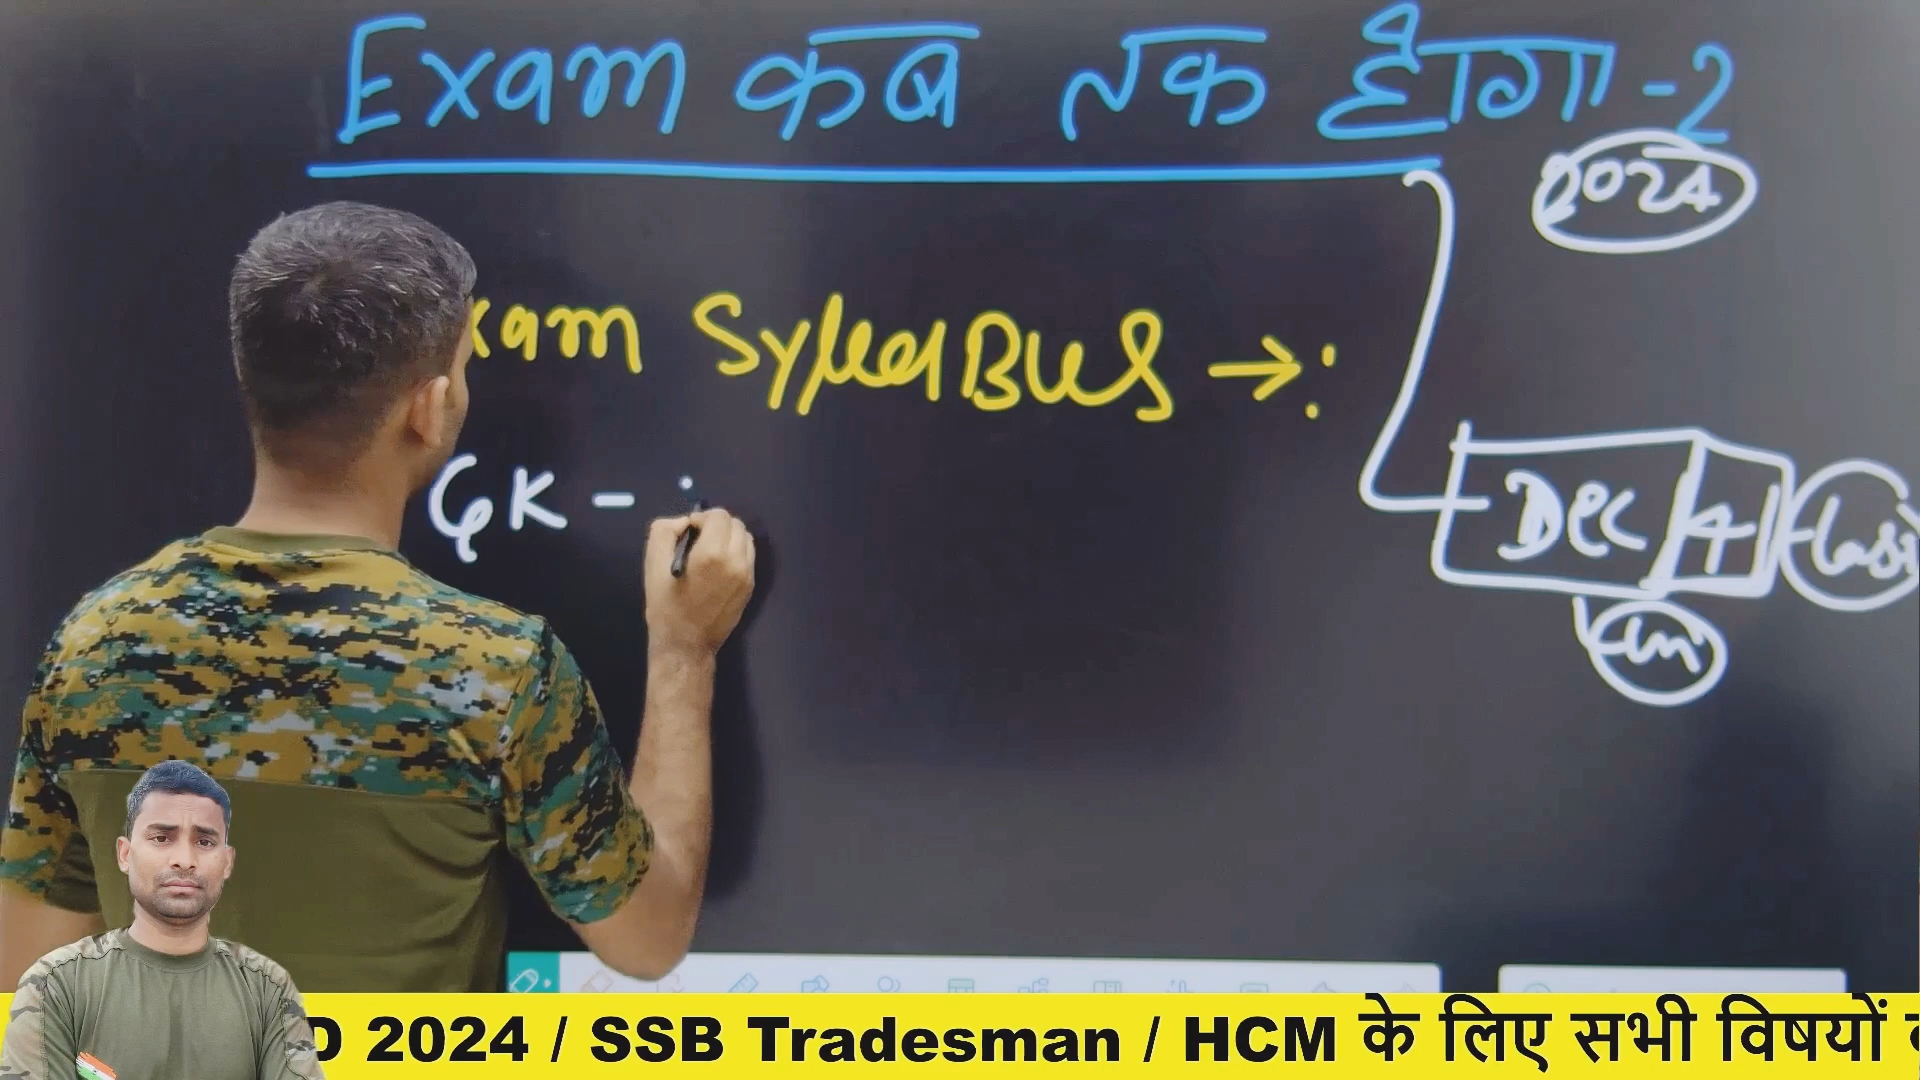 Exam कब तक होगा -2
2024
xam SyllaBUS →:
GK -
Dec 4
D 2024 / SSB Tradesman / HCM के लिए सभी विषयों